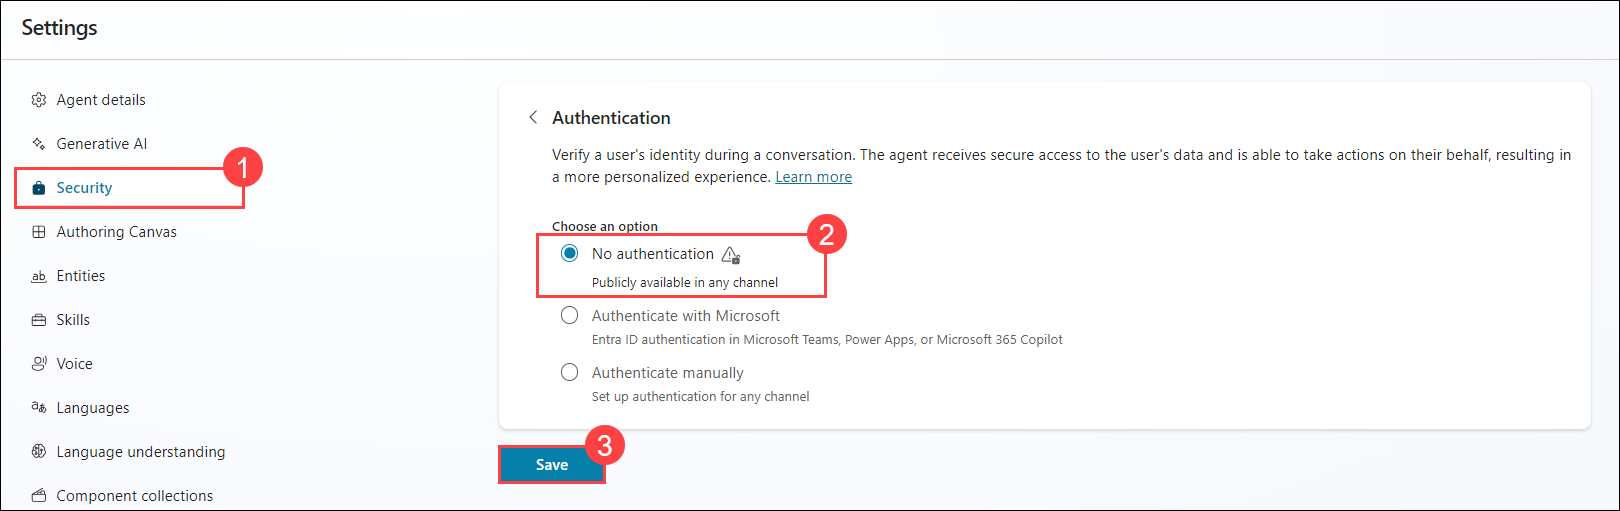 Settings
Agent details
Generative AI
1
Security
Authoring Canvas
Entities
Skills
Voice
Languages
Language understanding
Component collections
Authentication
Verify a user's identity during a conversation. The agent receives secure access to the user's data and is able to take actions on their behalf, resulting in
a more personalized experience. Learn more
Choose an option
2
No authentication
Publicly available in any channel
Authenticate with Microsoft
Entra ID authentication in Microsoft Teams, Power Apps, or Microsoft 365 Copilot
Authenticate manually
Set up authentication for any channel
3
Save